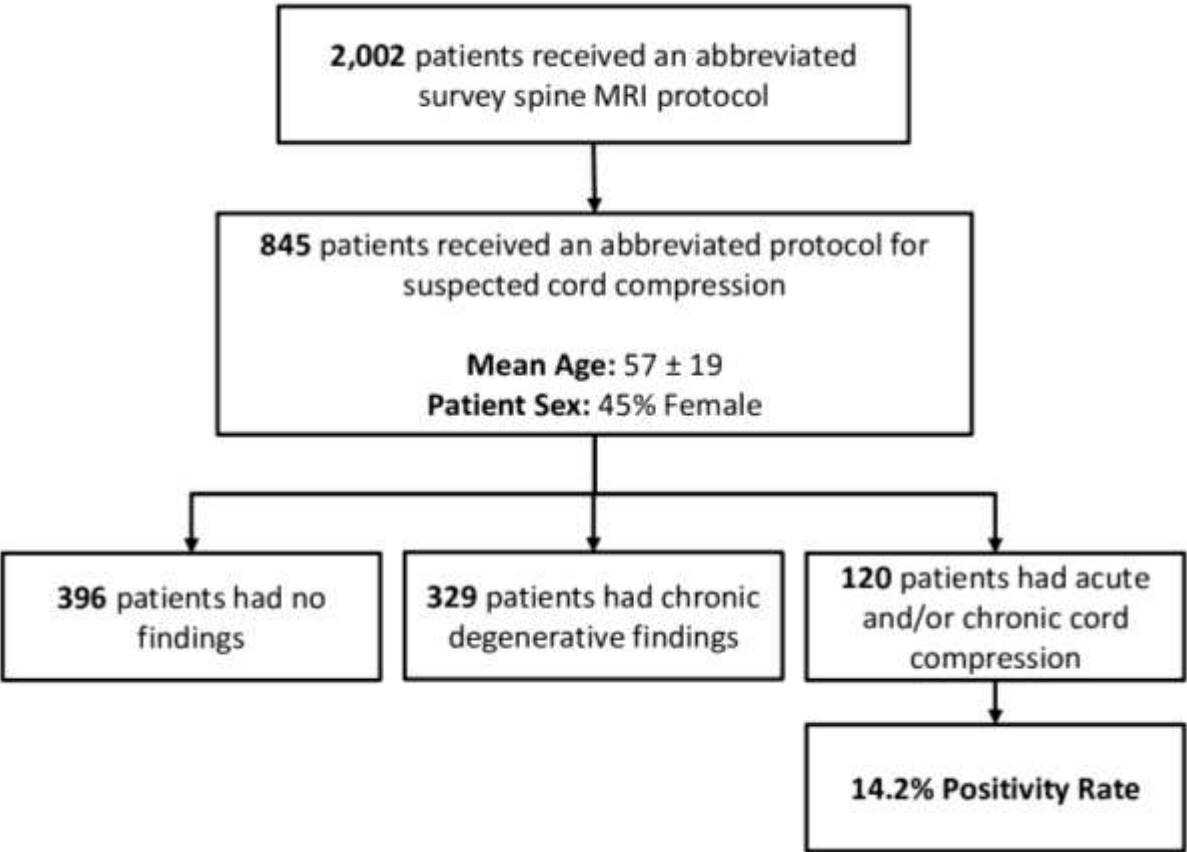 2,002 patients received an abbreviated
survey spine MRI protocol
845 patients received an abbreviated protocol for
suspected cord compression
Mean Age: 57 ± 19
Patient Sex: 45% Female
396 patients had no
findings
329 patients had chronic
degenerative findings
120 patients had acute
and/or chronic cord
compression
14.2% Positivity Rate